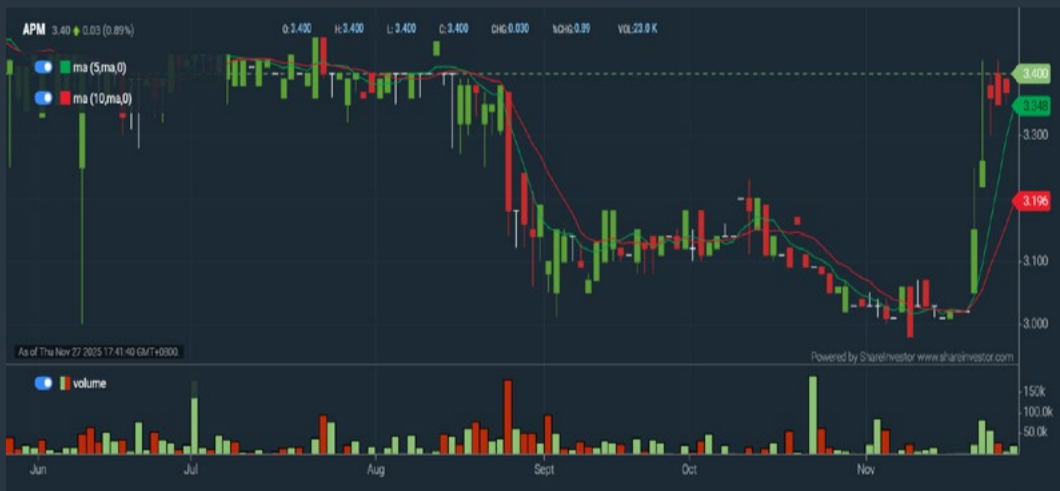 APM 3.40 0.03 (0.89%) O:3.400 H:3.400 L: 3.400 C: 3.400 CHG:0.030 %CHG:0.89 VOL:23.0 K
ma (5,ma,0)
ma (10,ma,0)
3.400
3.348
3.300
3.196
3.100
3.000
As of Thu Nov 27 2025 17:41:40 GMT+0800.
Powered by ShareInvestor www.shareinvestor.com
volume
150k
100.0k
50.0k
Jun Jul Aug Sept Oct Nov